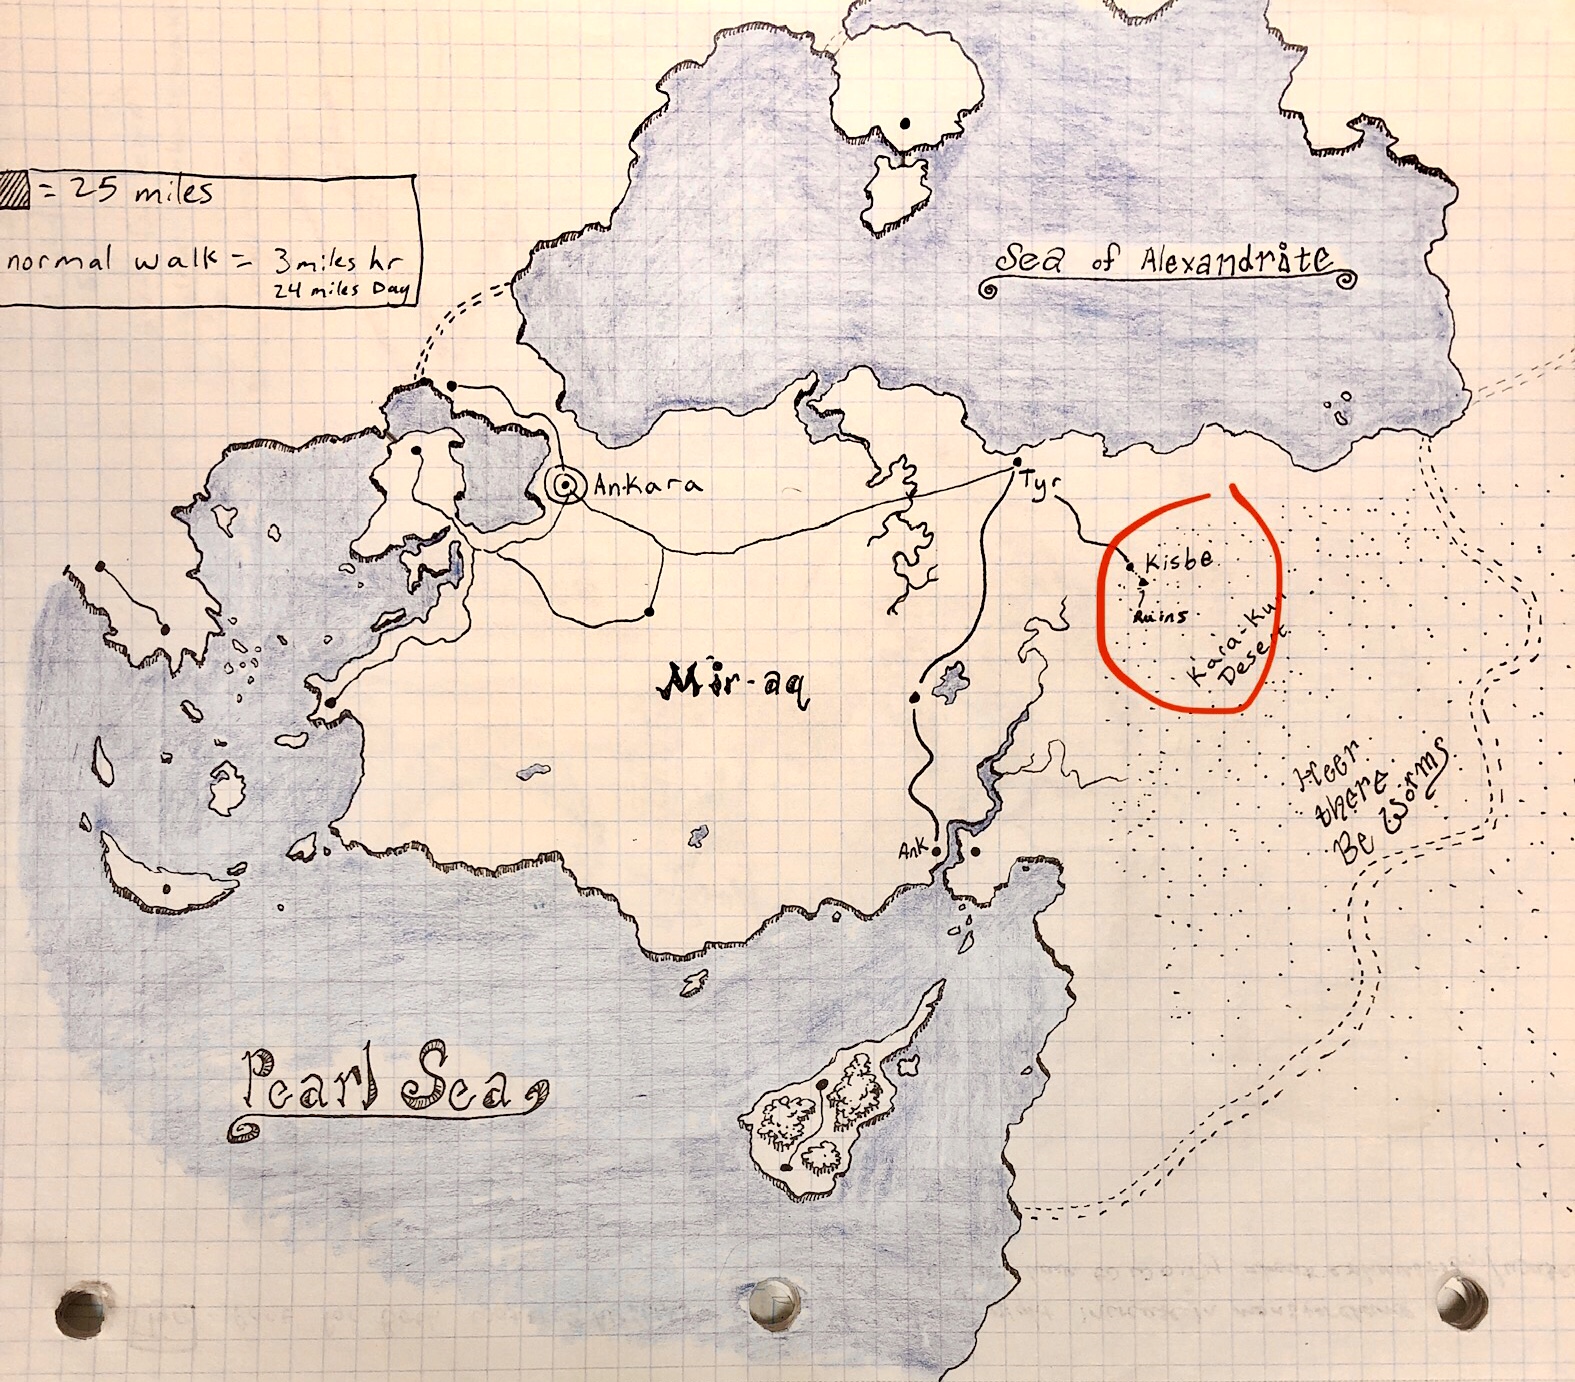 = 25 miles
normal walk = 3 miles hr
24 miles Day
Sea of Alexandrite
Ankara
Tyr
Kisbe
Ruins
Kara-Ku
Desert
Mir-aq
Heer
there
Be Worms
Ank
Pearl Sea